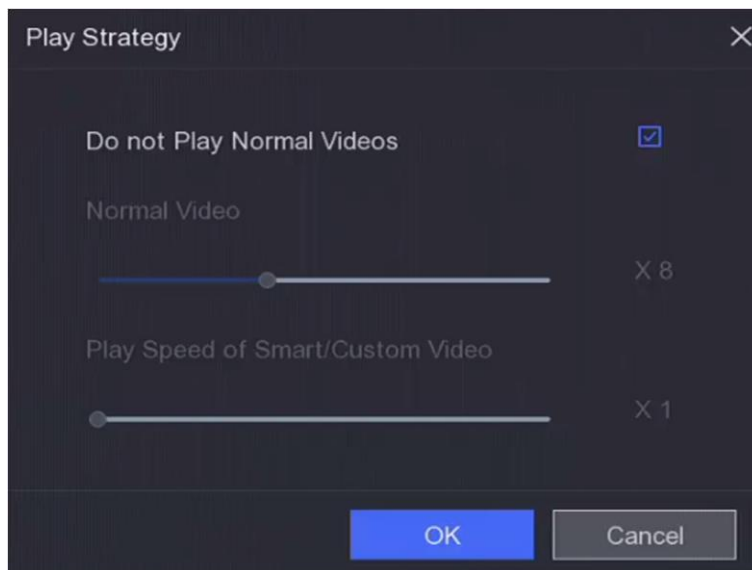 Play Strategy
Do not Play Normal Videos
Normal Video
X 8
Play Speed of Smart/Custom Video
X 1
OK
Cancel